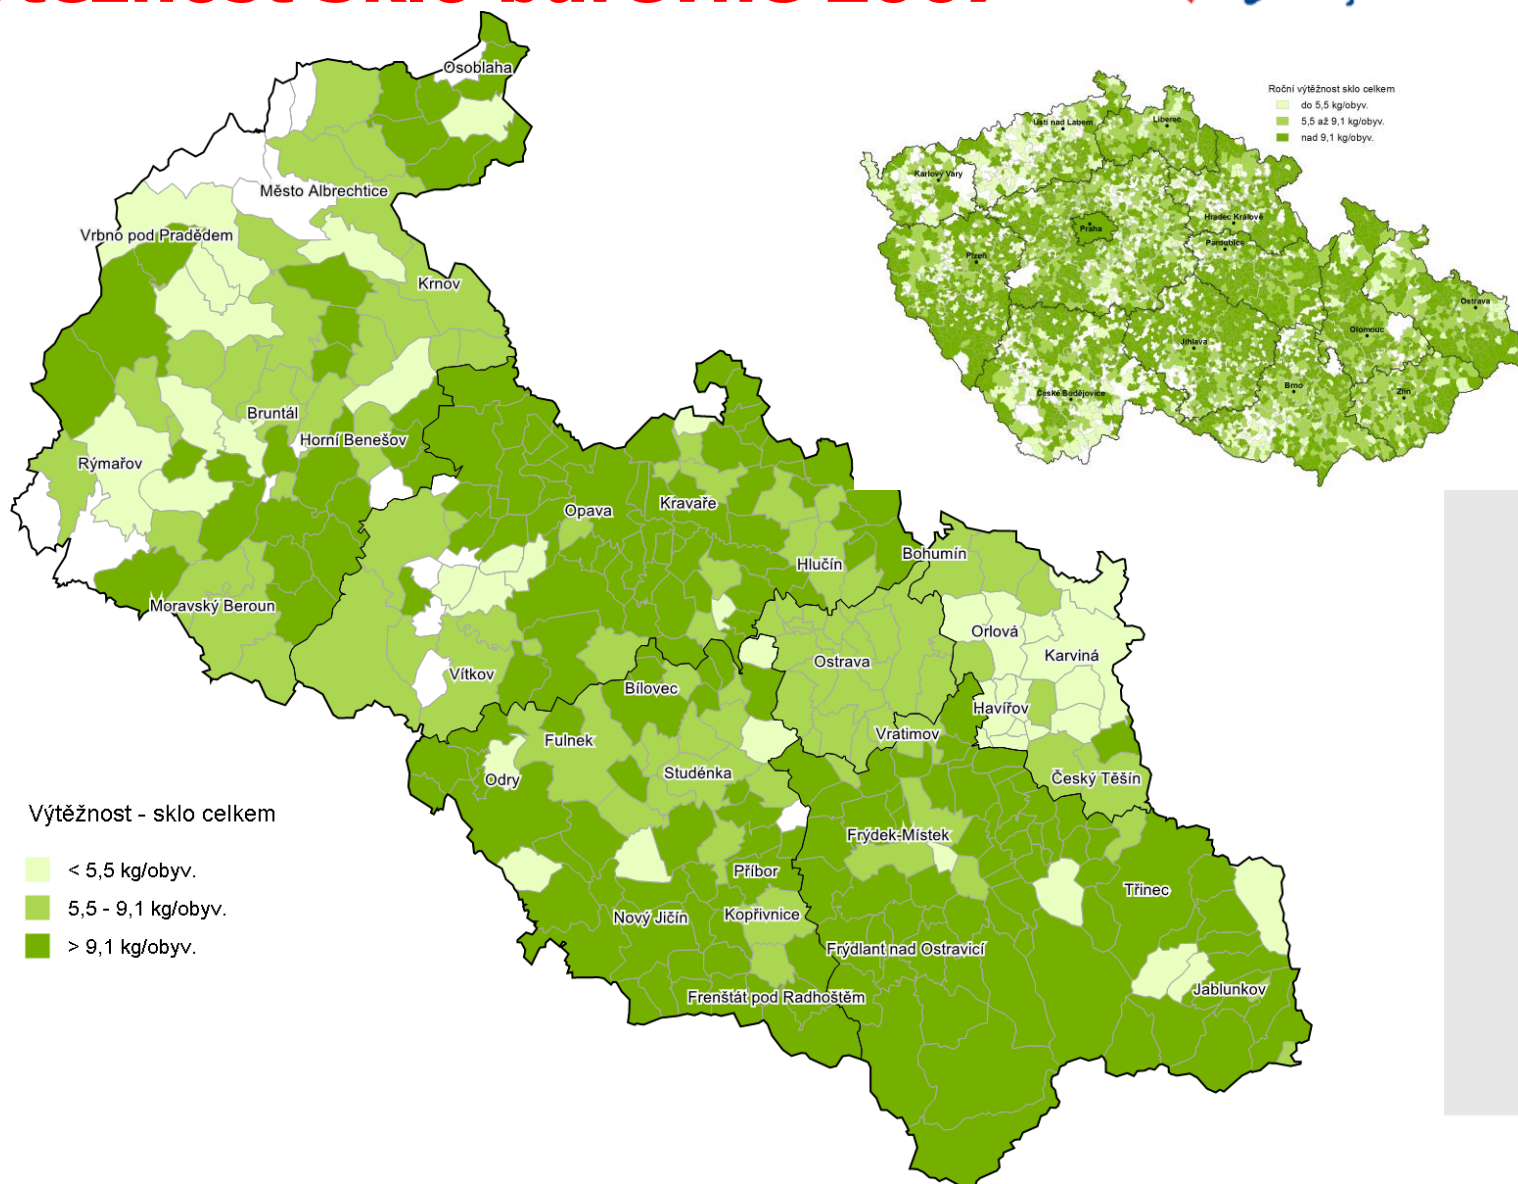 Osoblaha
Město Albrechtice
Vrbno pod Pradědem
Krnov
Bruntál
Horní Benešov
Rýmařov
Opava
Kravaře
Hlučín
Bohumín
Moravský Beroun
Orlová
Karviná
Ostrava
Vítkov
Bílovec
Havířov
Vratimov
Fulnek
Studénka
Odry
Český Těšín
Frýdek-Místek
Příbor
Třinec
Nový Jičín
Kopřivnice
Frýdlant nad Ostravicí
Frenštát pod Radhoštěm
Jablunkov
Výtěžnost - sklo celkem
< 5,5 kg/obyv.
5,5 - 9,1 kg/obyv.
> 9,1 kg/obyv.
Roční výtěžnost sklo celkem
do 5,5 kg/obyv.
5,5 až 9,1 kg/obyv.
nad 9,1 kg/obyv.
Ústí nad Labem
Liberec
Karlovy Vary
Hradec Králové
Praha
Pardubice
Plzeň
Ostrava
Olomouc
Jihlava
Brno
Zlín
České Budějovice